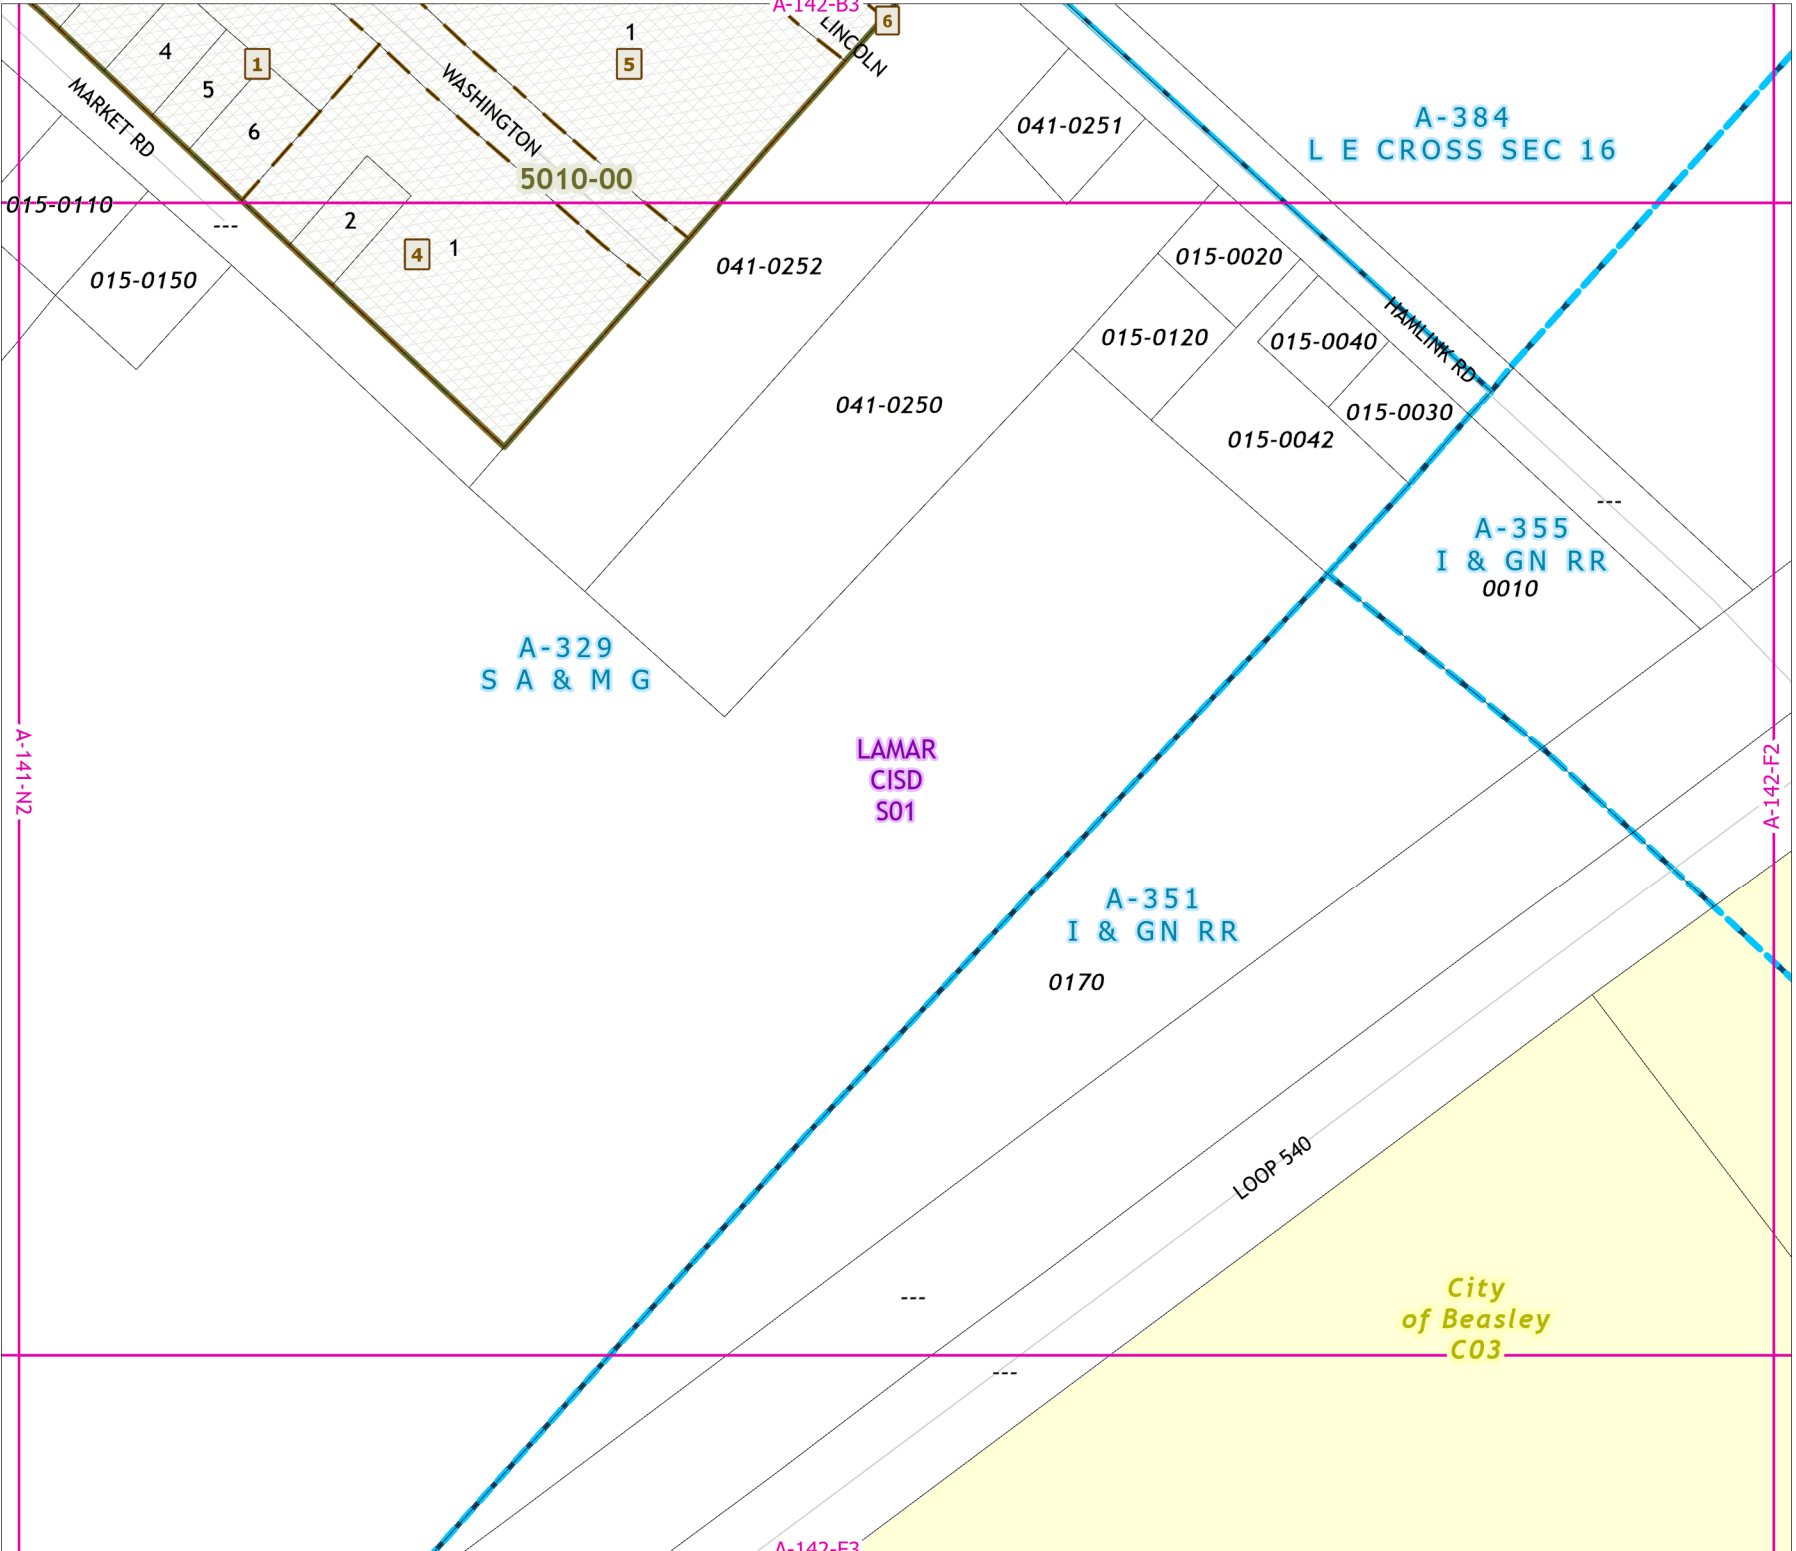 A-142-B3
6
1
LINCOLN
4
1
5
WASHINGTON
5
MARKET RD
A-384
L E CROSS SEC 16
041-0251
6
5010-00
015-0110
2
---
4
1
015-0020
041-0252
015-0150
HAMLINK RD
015-0120
015-0040
041-0250
015-0030
015-0042
---
A-355
I & GN RR
0010
A-329
S A & M G
A-141-N2
LAMAR
CISD
S01
A-142-F2
A-351
I & GN RR
0170
LOOP 540
---
City
of Beasley
C03
---